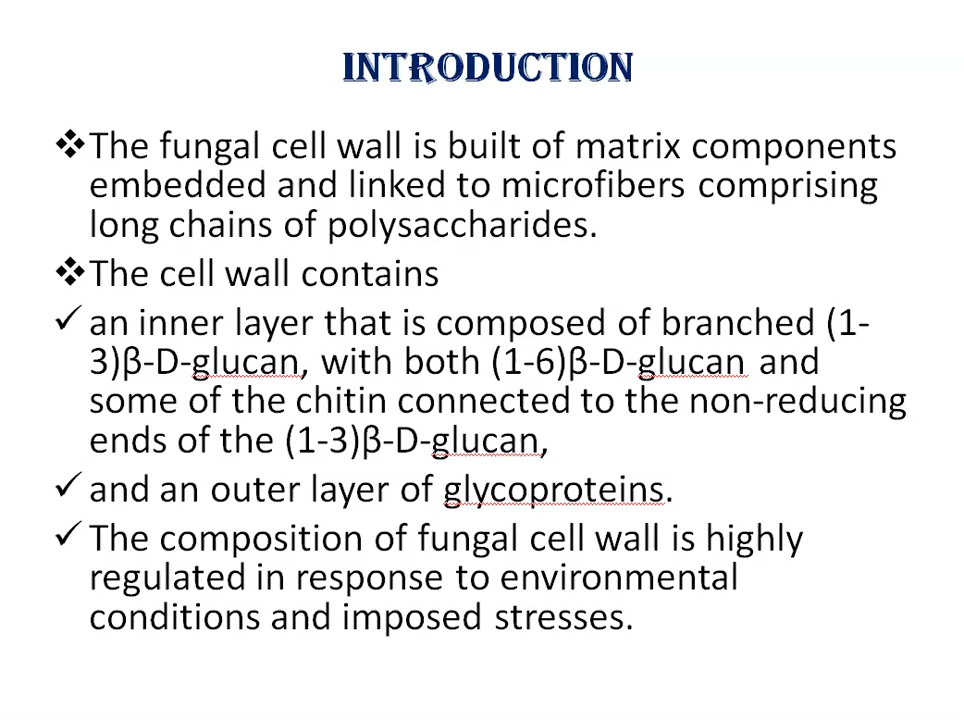 INTRODUCTION
❖The fungal cell wall is built of matrix components
embedded and linked to microfibers comprising
long chains of polysaccharides.
❖The cell wall contains
✓ an inner layer that is composed of branched (1-
3)β-D-glucan, with both (1-6)β-D-glucan and
some of the chitin connected to the non-reducing
ends of the (1-3)β-D-glucan,
✓ and an outer layer of glycoproteins.
✓ The composition of fungal cell wall is highly
regulated in response to environmental
conditions and imposed stresses.